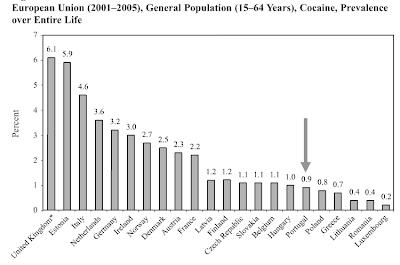 European Union (2001–2005), General Population (15–64 Years), Cocaine, Prevalence
over Entire Life
7
6
5
4
3
2
1
0
Percent
6.1
5.9
4.6
3.6
3.2
3.0
2.7
2.5
2.3
2.2
1.2
1.2
1.1
1.1
1.1
1.0
0.9
0.8
0.7
0.4
0.4
0.2
United Kingdom*
Estonia
Italy
Netherlands
Germany
Ireland
Norway
Denmark
Austria
France
Latvia
Finland
Czech Republic
Slovakia
Belgium
Hungary
Portugal
Poland
Greece
Lithuania
Romania
Luxembourg